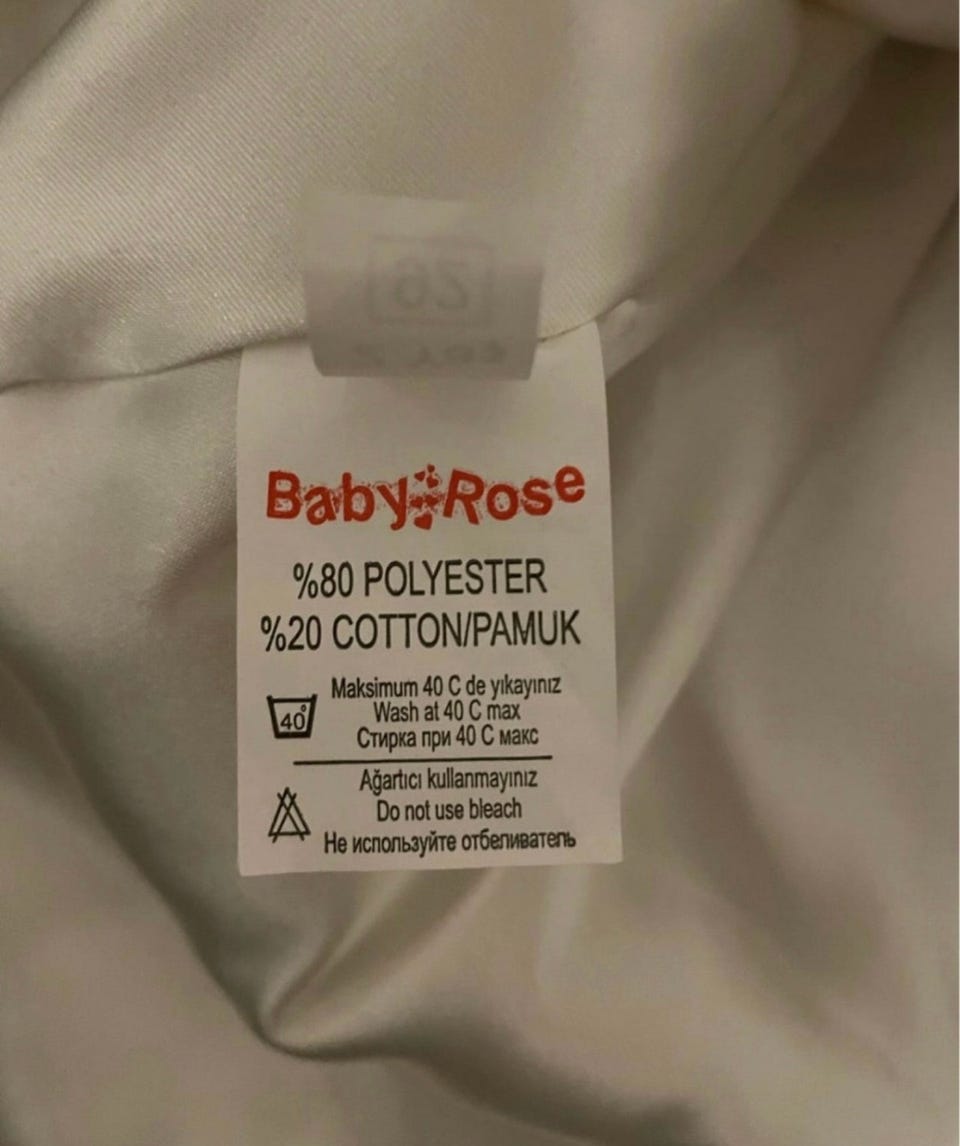 Baby Rose
%80 POLYESTER
%20 COTTON/PAMUK
40°
Maksimum 40 C de yıkayınız
Wash at 40 C max
Стирка при 40 С макс
Ağartıcı kullanmayınız
Do not use bleach
Не используйте отбеливатель